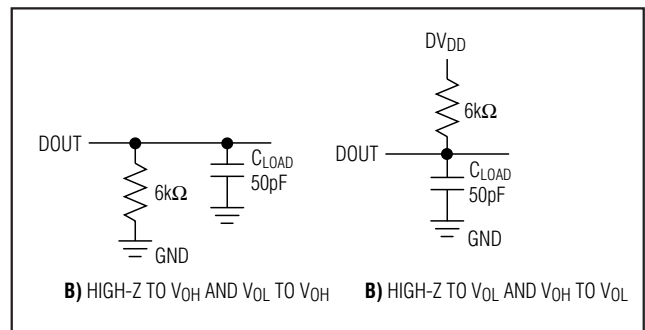 DOUT
6kΩ
GND
C_LOAD
50pF
B) HIGH-Z TO V_OH AND V_OL TO V_OH
DV_DD
6kΩ
DOUT
C_LOAD
50pF
GND
B) HIGH-Z TO V_OL AND V_OH TO V_OL